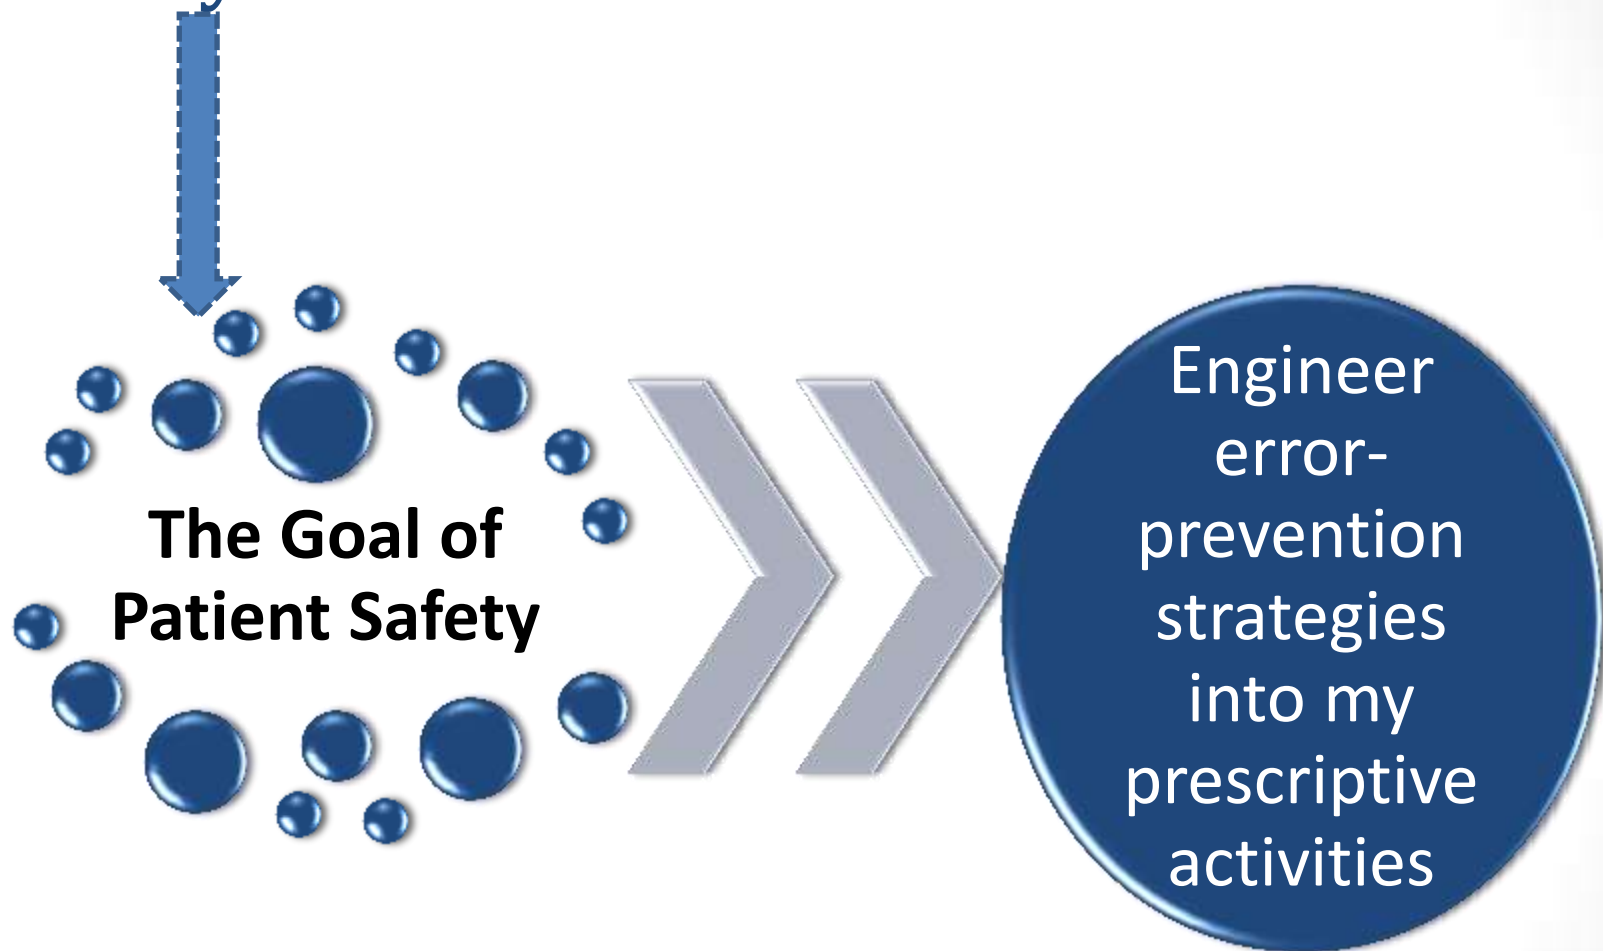 The Goal of
Patient Safety
Engineer
error-
prevention
strategies
into my
prescriptive
activities